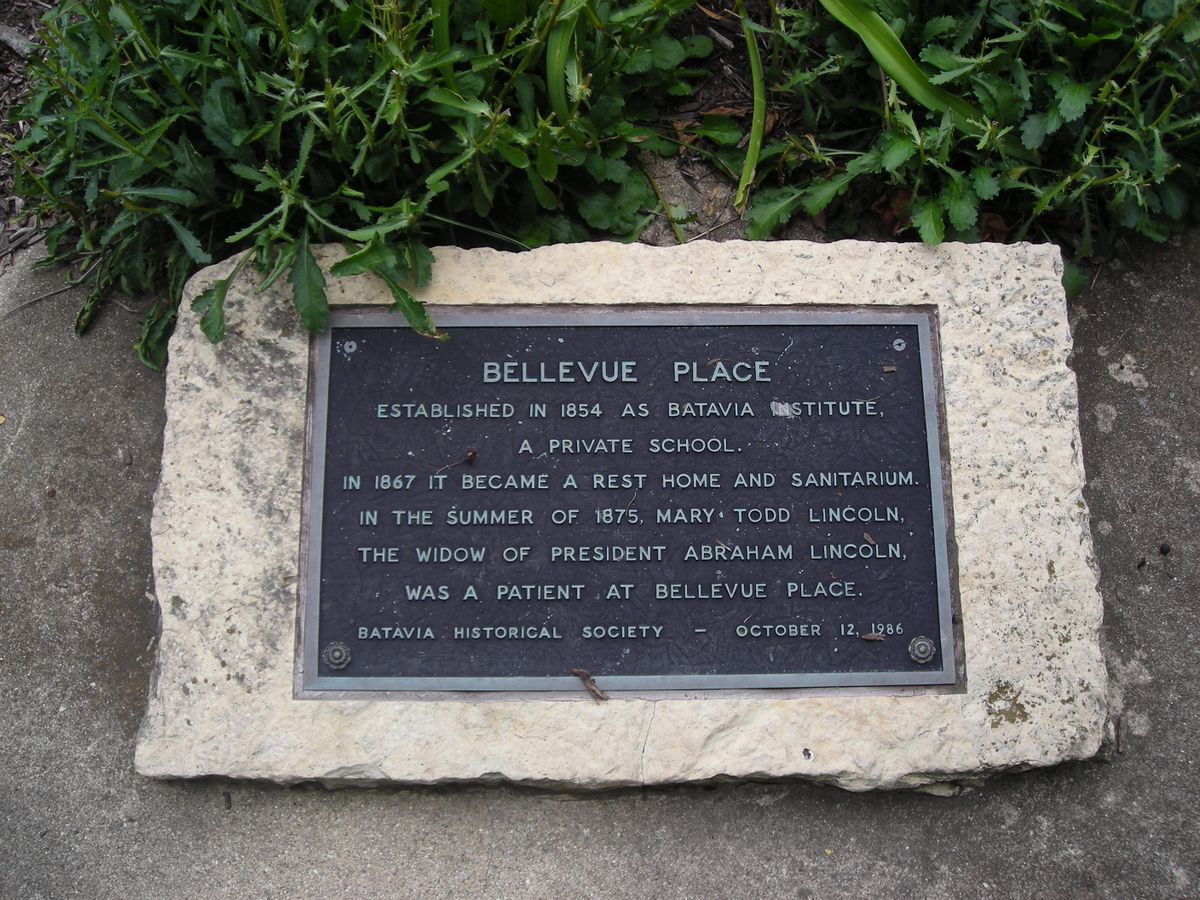 BELLEVUE PLACE
ESTABLISHED IN 1854 AS BATAVIA INSTITUTE,
A PRIVATE SCHOOL.
IN 1867 IT BECAME A REST HOME AND SANITARIUM.
IN THE SUMMER OF 1875, MARY TODD LINCOLN,
THE WIDOW OF PRESIDENT ABRAHAM LINCOLN,
WAS A PATIENT AT BELLEVUE PLACE.
BATAVIA HISTORICAL SOCIETY — OCTOBER 12, 1986